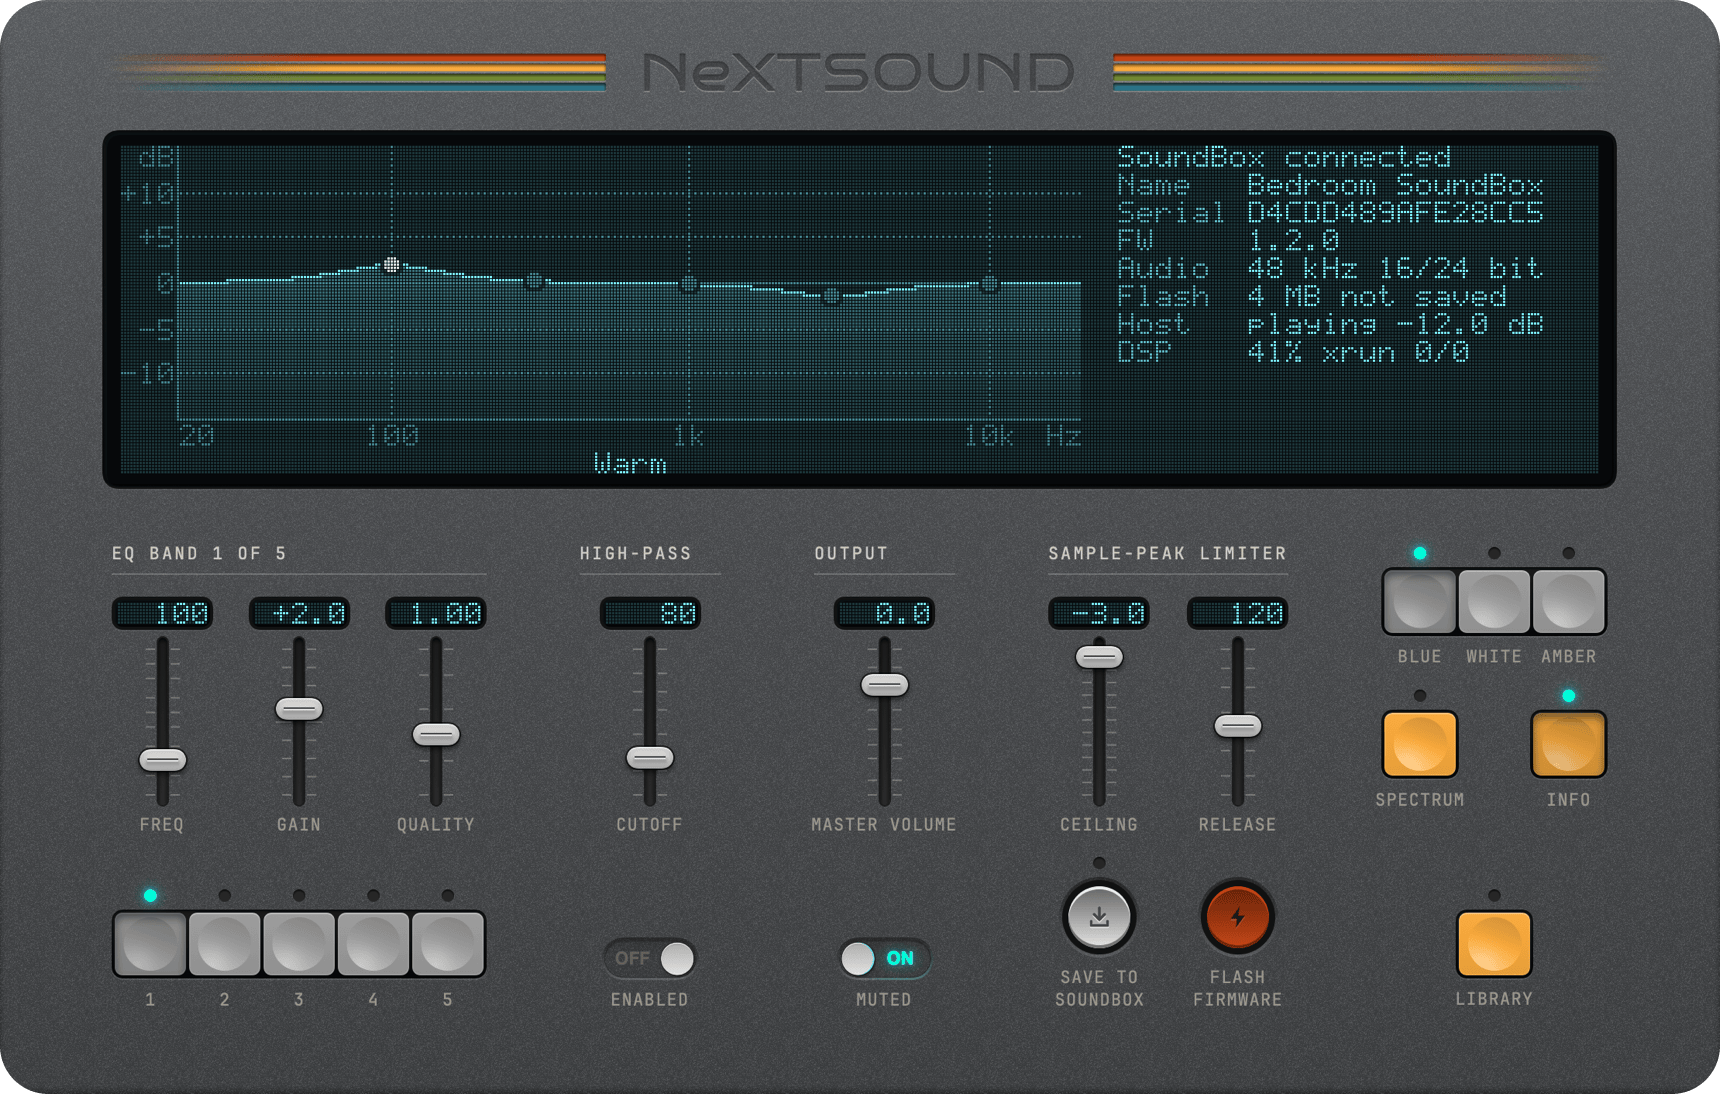 NeXTSOUND
dB
+10
+5
0
-5
-10
20 100 1k 10k Hz
Warm
SoundBox connected
Name Bedroom SoundBox
Serial D4CDD489AFE28CC5
FW 1.2.0
Audio 48 kHz 16/24 bit
Flash 4 MB not saved
Host playing -12.0 dB
DSP 41% xrun 0/0
EQ BAND 1 OF 5
100 +2.0 1.00
FREQ GAIN QUALITY
1 2 3 4 5
HIGH-PASS
80
CUTOFF
OFF
ENABLED
OUTPUT
0.0
MASTER VOLUME
ON
MUTED
SAMPLE-PEAK LIMITER
-3.0 120
CEILING RELEASE
SAVE TO
SOUNDBOX
FLASH
FIRMWARE
BLUE WHITE AMBER
SPECTRUM INFO
LIBRARY